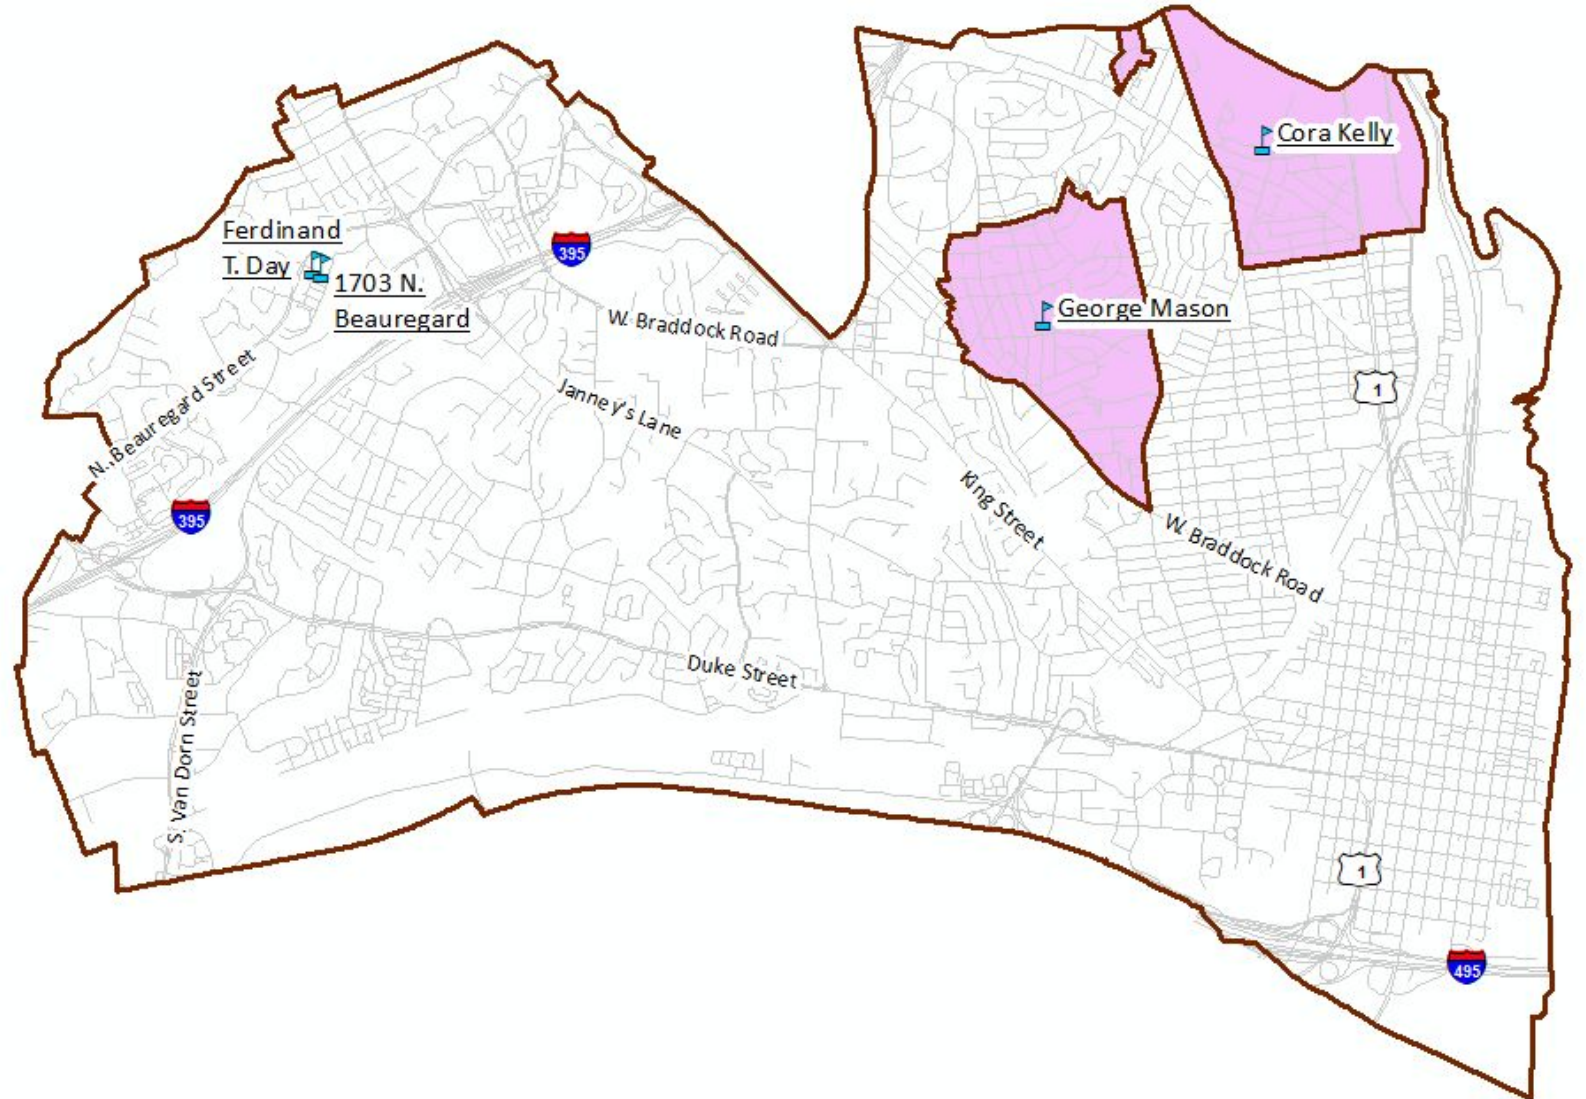 Cora Kelly
Ferdinand
T. Day
1703 N.
Beauregard
395
George Mason
W. Braddock Road
N. Beauregard Street
Janney's Lane
1
395
King Street
W. Braddock Road
Duke Street
S. Van Dorn Street
1
495